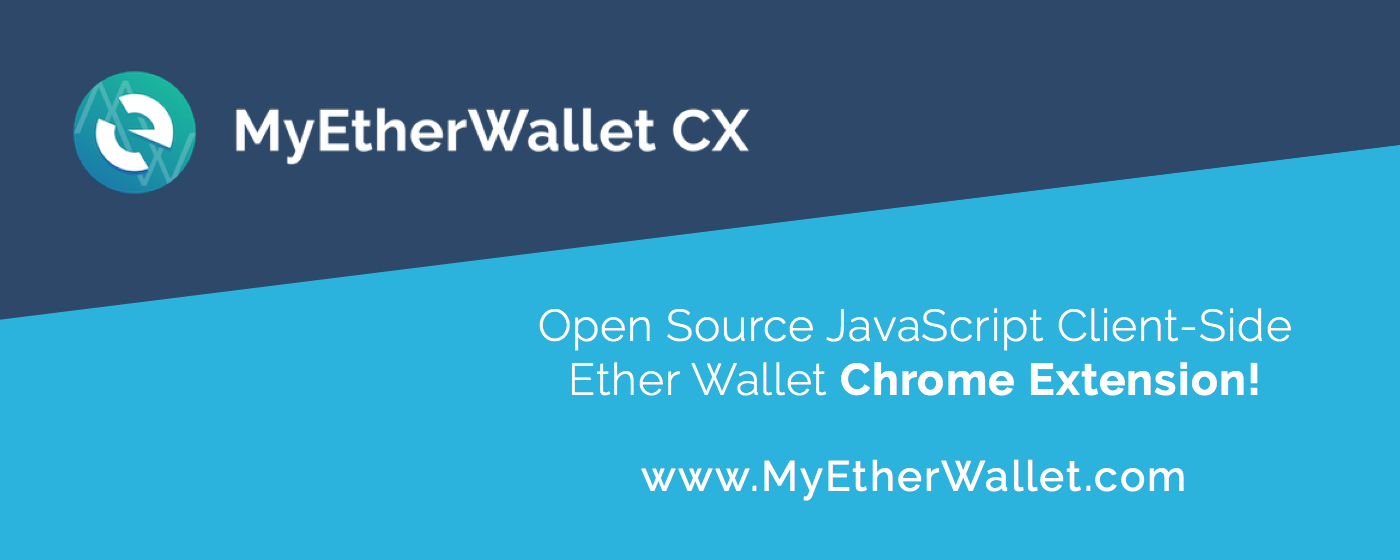 MyEtherWallet CX
Open Source JavaScript Client-Side
Ether Wallet Chrome Extension!
www.MyEtherWallet.com